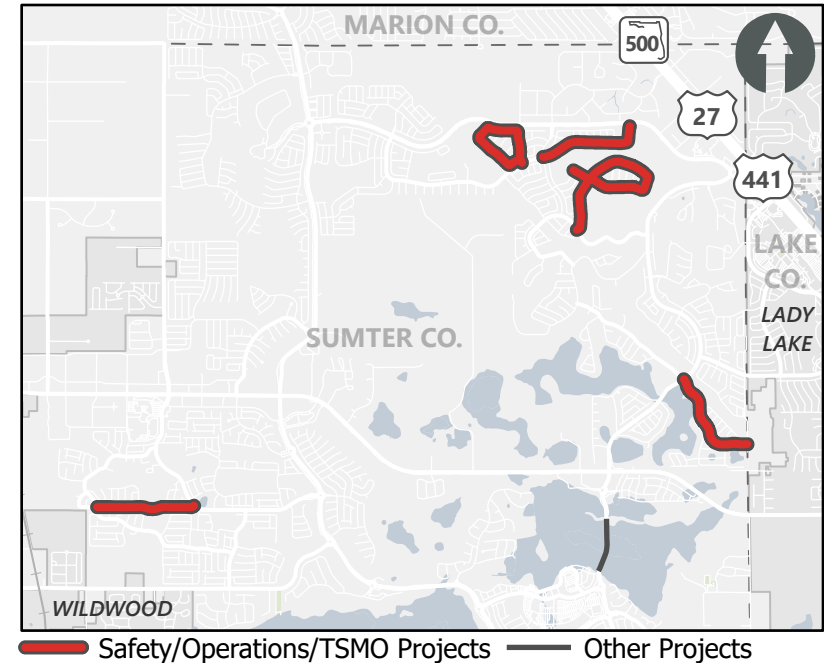 MARION CO.
500
27
441
LAKE
CO.
LADY
LAKE
SUMTER CO.
WILDWOOD
Safety/Operations/TSMO Projects
Other Projects